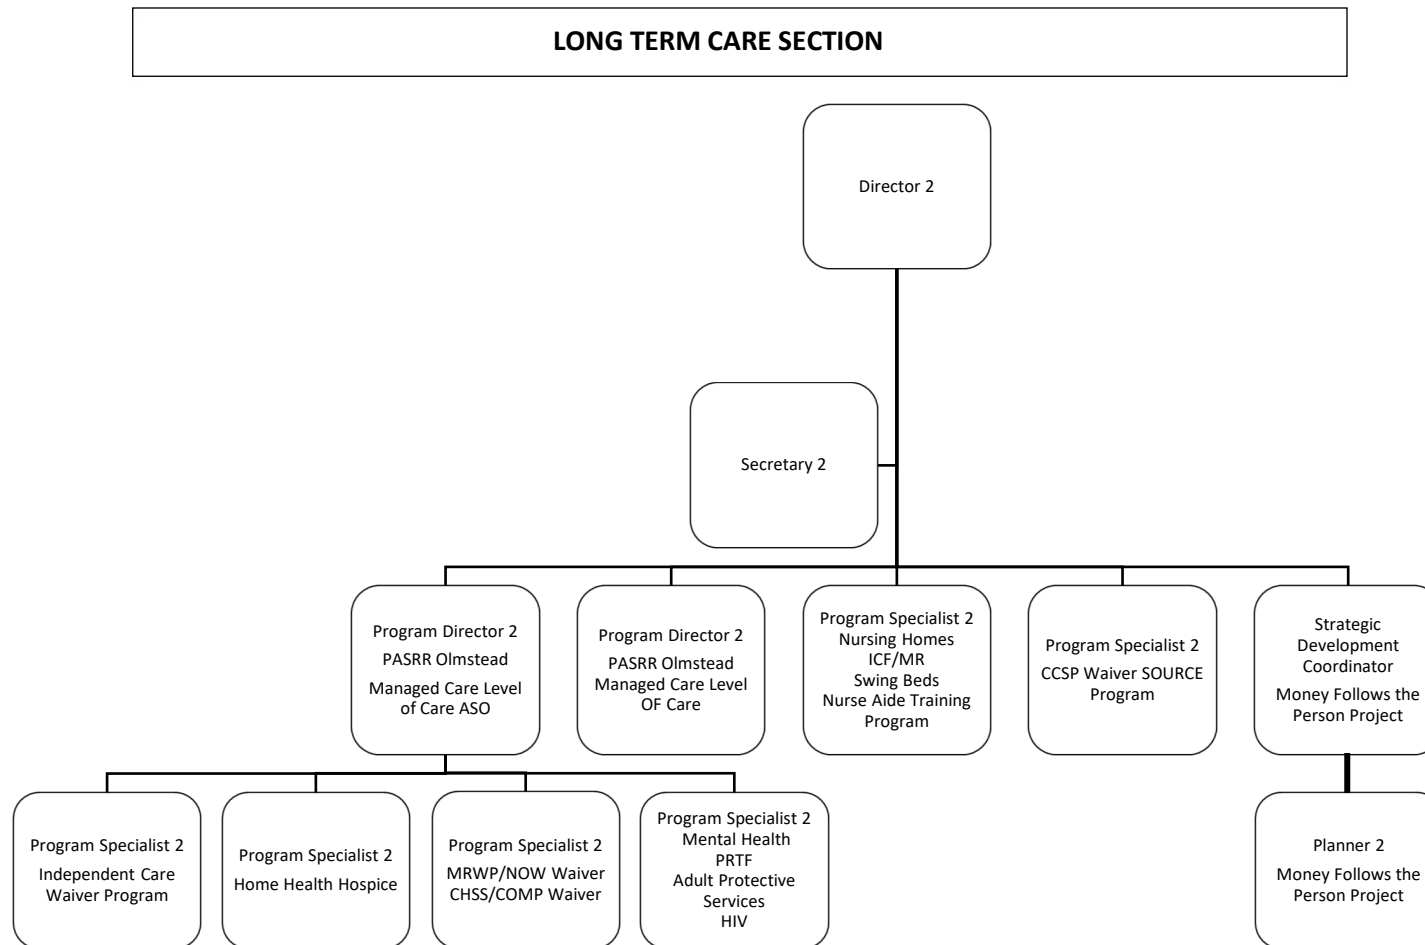 LONG TERM CARE SECTION
Director 2
Secretary 2
Program Director 2
PASRR Olmstead
Managed Care Level
of Care ASO
Program Director 2
PASRR Olmstead
Managed Care Level
OF Care
Program Specialist 2
Nursing Homes
ICF/MR
Swing Beds
Nurse Aide Training
Program
Program Specialist 2
CCSP Waiver SOURCE
Program
Strategic
Development
Coordinator
Money Follows the
Person Project
Program Specialist 2
Independent Care
Waiver Program
Program Specialist 2
Home Health Hospice
Program Specialist 2
MRWP/NOW Waiver
CHSS/COMP Waiver
Program Specialist 2
Mental Health
PRTF
Adult Protective
Services
HIV
Planner 2
Money Follows the
Person Project